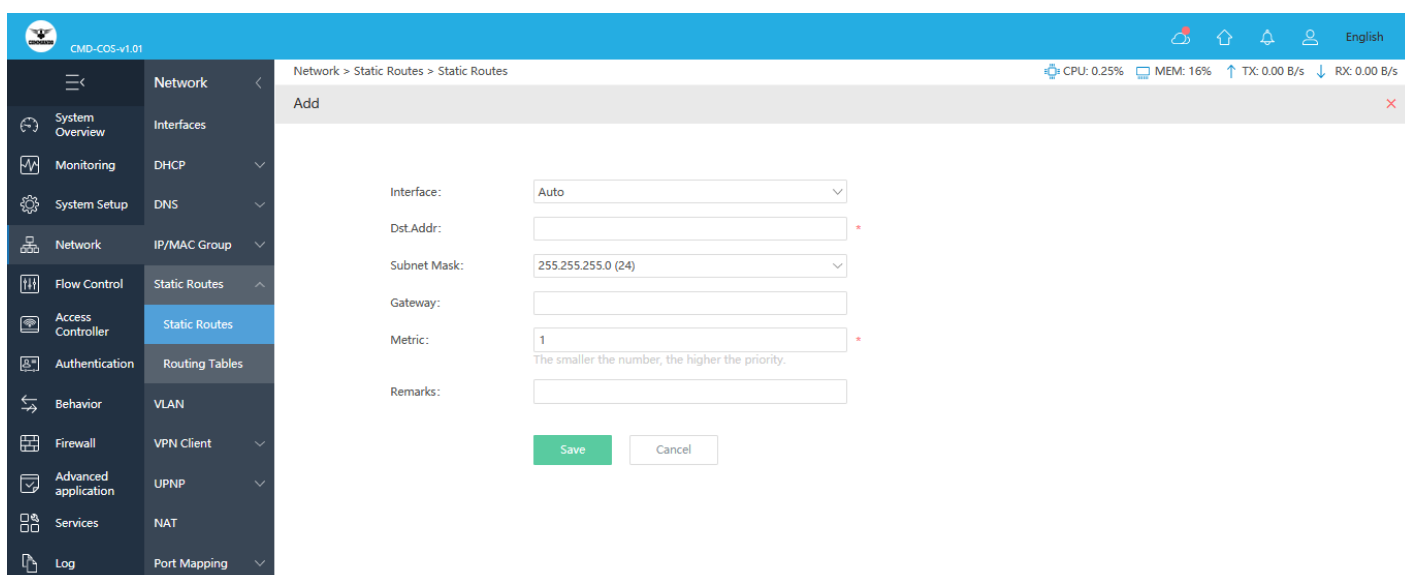 CMD-COS-v1.01
English
Network
Network > Static Routes > Static Routes
CPU: 0.25%
MEM: 16%
TX: 0.00 B/s
RX: 0.00 B/s
Add
System
Overview
Monitoring
System Setup
Network
Flow Control
Access
Controller
Authentication
Behavior
Firewall
Advanced
application
Services
Log
Interfaces
DHCP
DNS
IP/MAC Group
Static Routes
Static Routes
Routing Tables
VLAN
VPN Client
UPNP
NAT
Port Mapping
Interface:
Auto
Dst.Addr:
*
Subnet Mask:
255.255.255.0 (24)
Gateway:
Metric:
1
*
The smaller the number, the higher the priority.
Remarks:
Save
Cancel